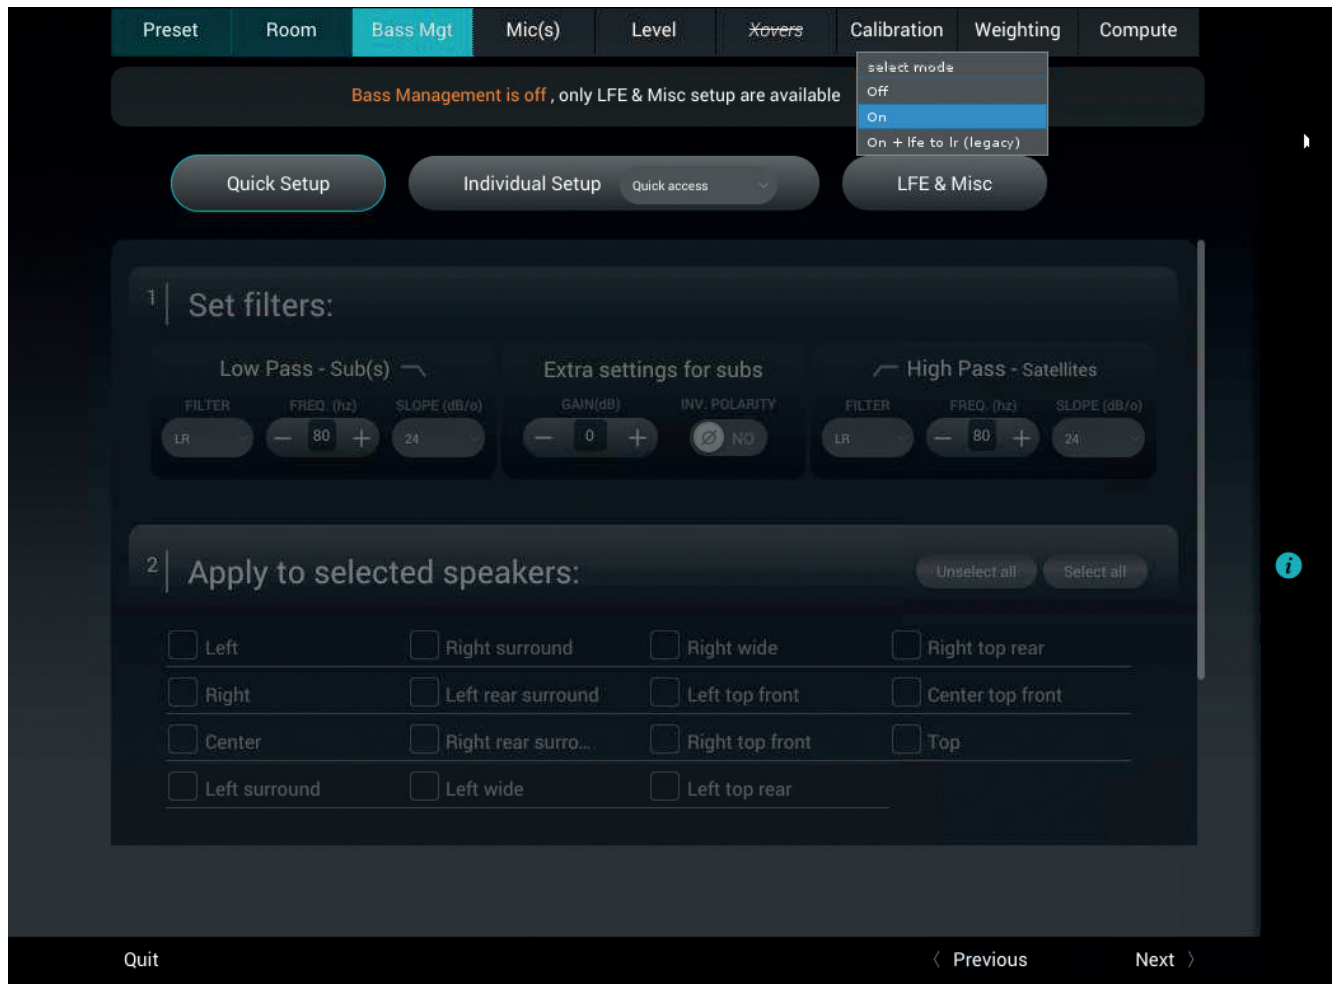 Preset Room Bass Mgt Mic(s) Level Xovers Calibration Weighting Compute
Bass Management is off , only LFE & Misc setup are available
select mode
Off
On
On + lfe to lr (legacy)
Quick Setup Individual Setup Quick access LFE & Misc
1 Set filters:
Low Pass - Sub(s) Extra settings for subs High Pass - Satellites
FILTER FREQ. (hz) SLOPE (dB/o) GAIN(dB) INV. POLARITY FILTER FREQ. (hz) SLOPE (dB/o)
LR — 80 + 24 — 0 + Ø NO LR — 80 + 24
2 Apply to selected speakers: Unselect all Select all
Left Right surround Right wide Right top rear
Right Left rear surround Left top front Center top front
Center Right rear surro... Right top front Top
Left surround Left wide Left top rear
i
Quit Previous Next